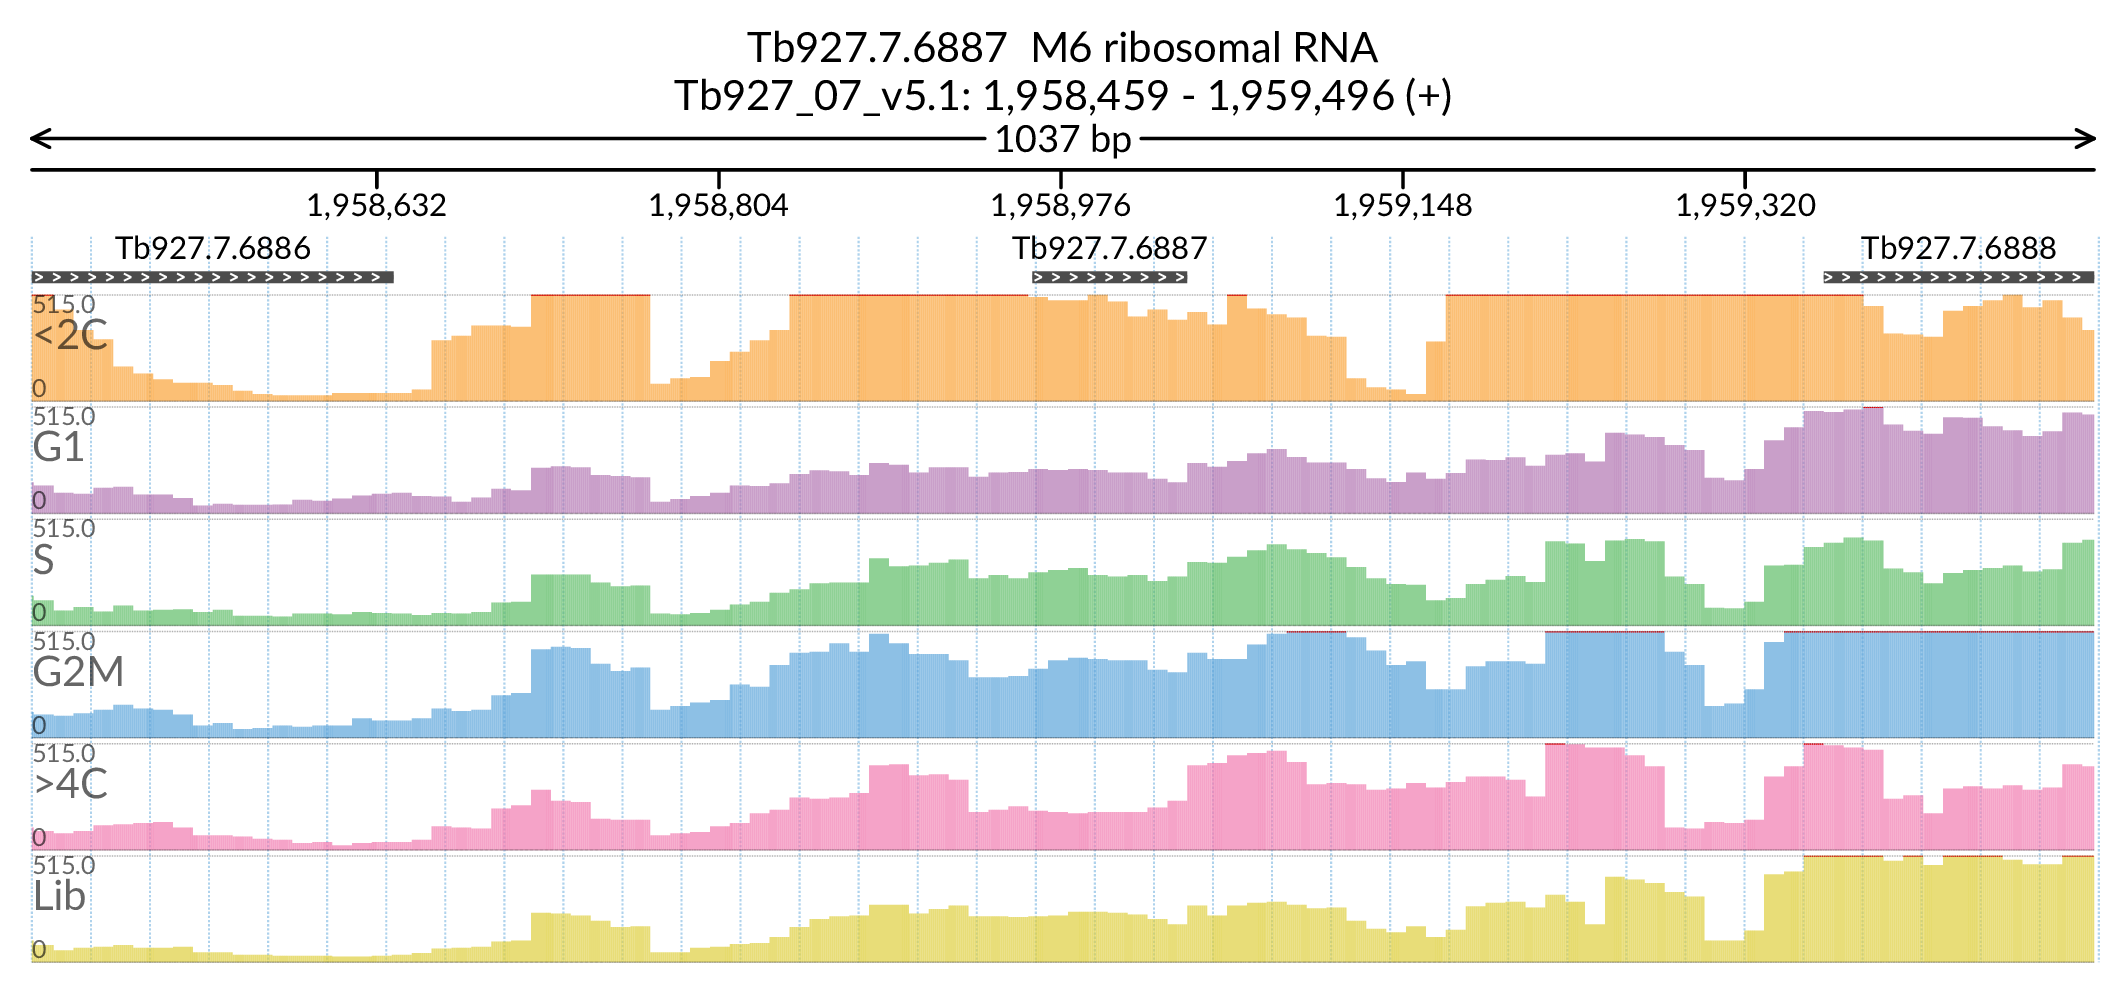 Tb927.7.6887 M6 ribosomal RNA
Tb927_07_v5.1: 1,958,459 - 1,959,496 (+)
1037 bp
1,958,632 1,958,804 1,958,976 1,959,148 1,959,320
Tb927.7.6886 Tb927.7.6887 Tb927.7.6888
515.0
<2C
0
515.0
G1
0
515.0
S
0
515.0
G2M
0
515.0
>4C
0
515.0
Lib
0